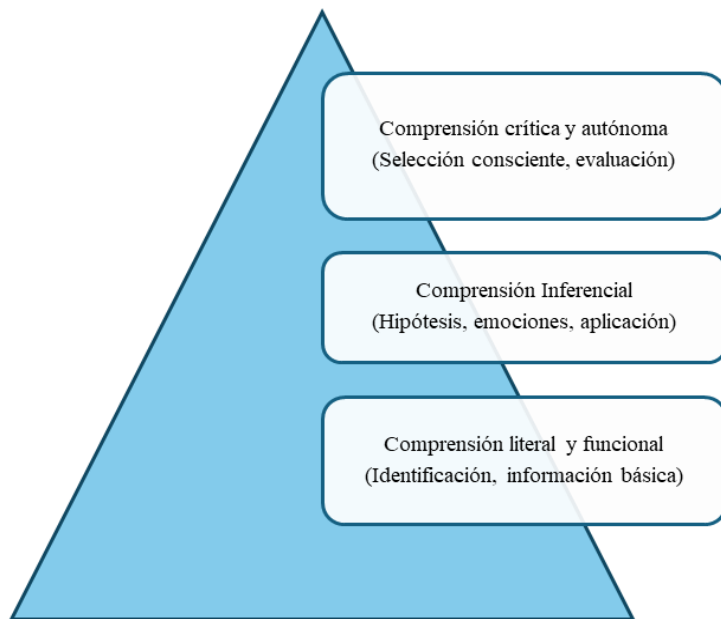 Comprensión crítica y autónoma
(Selección consciente, evaluación)
Comprensión Inferencial
(Hipótesis, emociones, aplicación)
Comprensión literal y funcional
(Identificación, información básica)